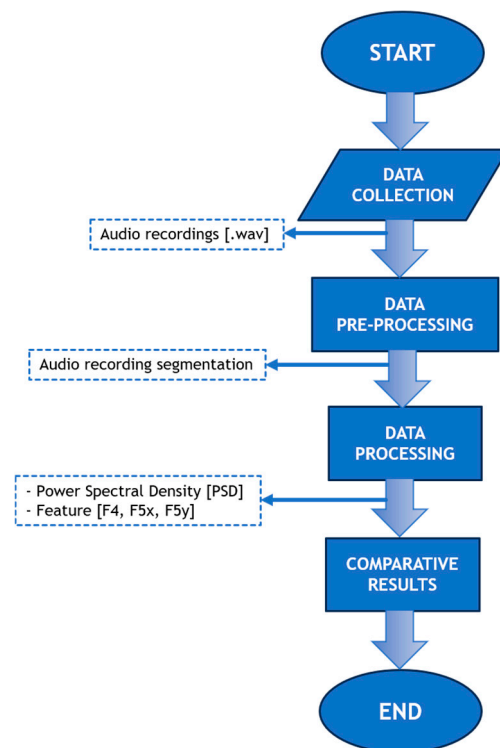 START
DATA
COLLECTION
Audio recordings [.wav]
DATA
PRE-PROCESSING
Audio recording segmentation
DATA
PROCESSING
- Power Spectral Density [PSD]
- Feature [F4, F5x, F5y]
COMPARATIVE
RESULTS
END